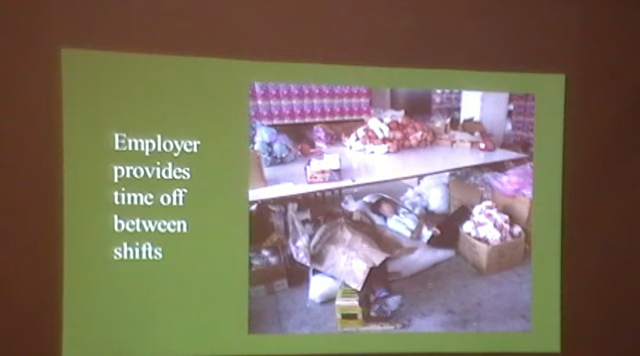 Employer
provides
time off
between
shifts